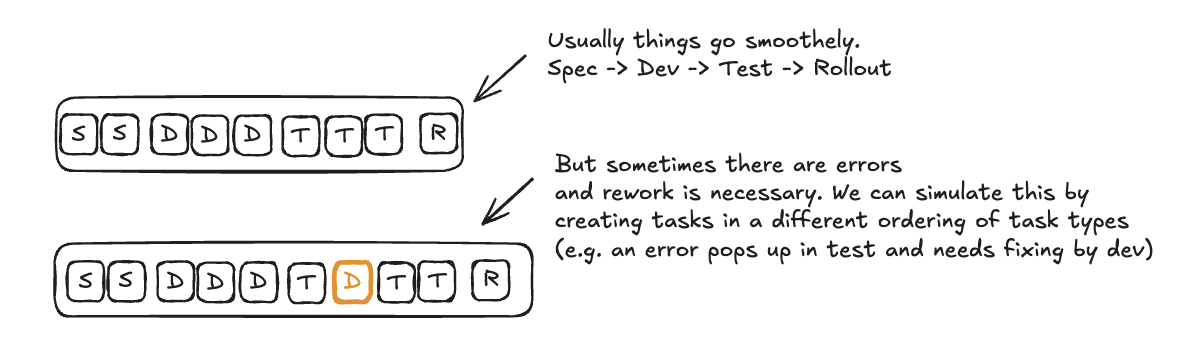 Usually things go smoothely.
Spec -> Dev -> Test -> Rollout
S S D D D T T T R
But sometimes there are errors
and rework is necessary. We can simulate this by
creating tasks in a different ordering of task types
(e.g. an error pops up in test and needs fixing by dev)
S S D D D T D T T R